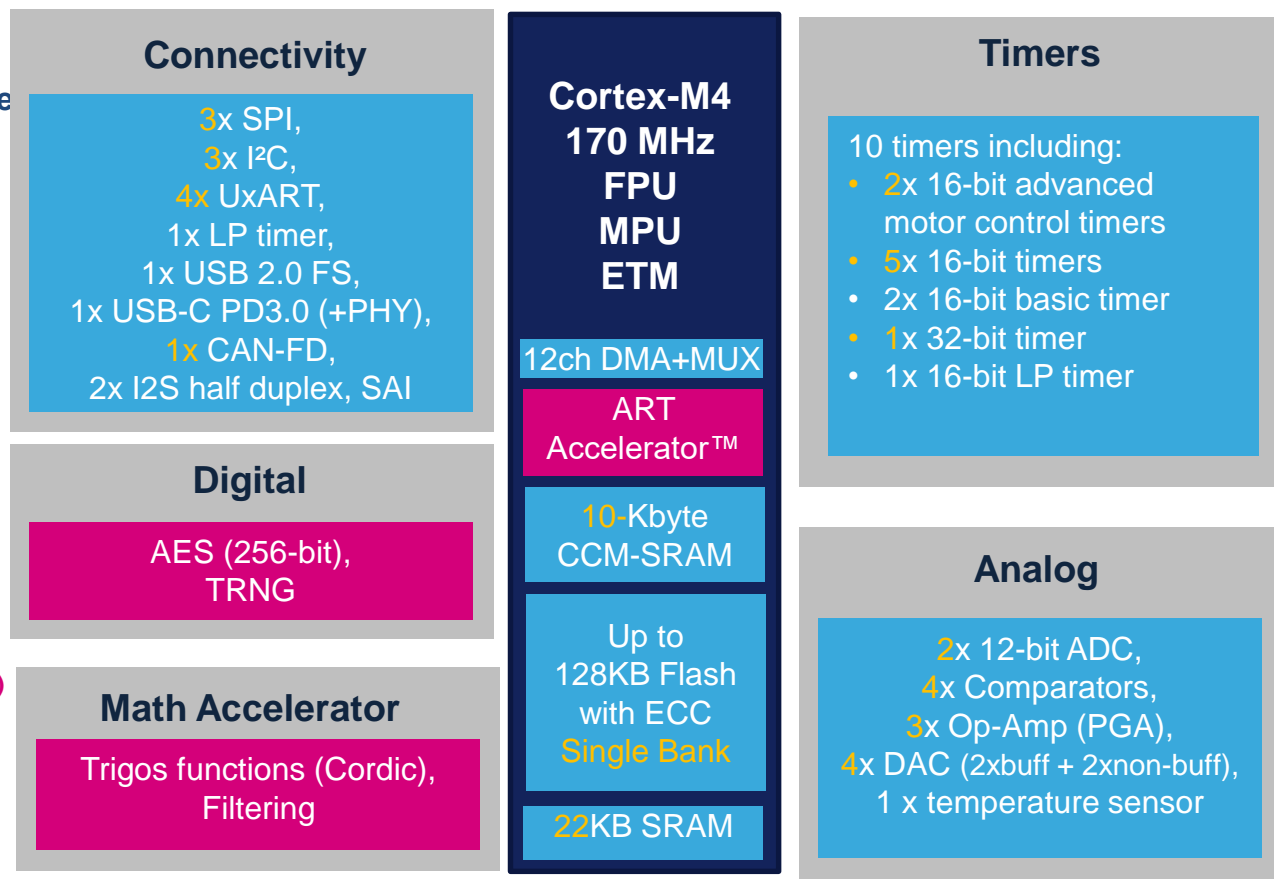 Connectivity
e
3x SPI,
3x I²C,
4x UxART,
1x LP timer,
1x USB 2.0 FS,
1x USB-C PD3.0 (+PHY),
1x CAN-FD,
2x I2S half duplex, SAI
Digital
AES (256-bit),
TRNG
)
Math Accelerator
Trigos functions (Cordic),
Filtering
Cortex-M4
170 MHz
FPU
MPU
ETM
12ch DMA+MUX
ART
Accelerator™
10-Kbyte
CCM-SRAM
Up to
128KB Flash
with ECC
Single Bank
22KB SRAM
Timers
10 timers including:
• 2x 16-bit advanced
motor control timers
• 5x 16-bit timers
• 2x 16-bit basic timer
• 1x 32-bit timer
• 1x 16-bit LP timer
Analog
2x 12-bit ADC,
4x Comparators,
3x Op-Amp (PGA),
4x DAC (2xbuff + 2xnon-buff),
1 x temperature sensor